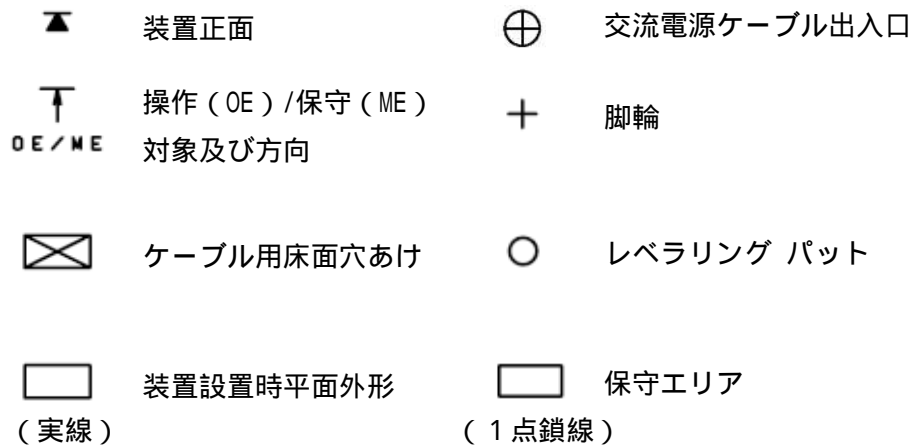 装置正面
交流電源ケーブル出入口
操作（OE）/保守（ME）
対象及び方向
OE/ME
脚輪
ケーブル用床面穴あけ
レベラリング パット
装置設置時平面外形
（実線）
保守エリア
（１点鎖線）